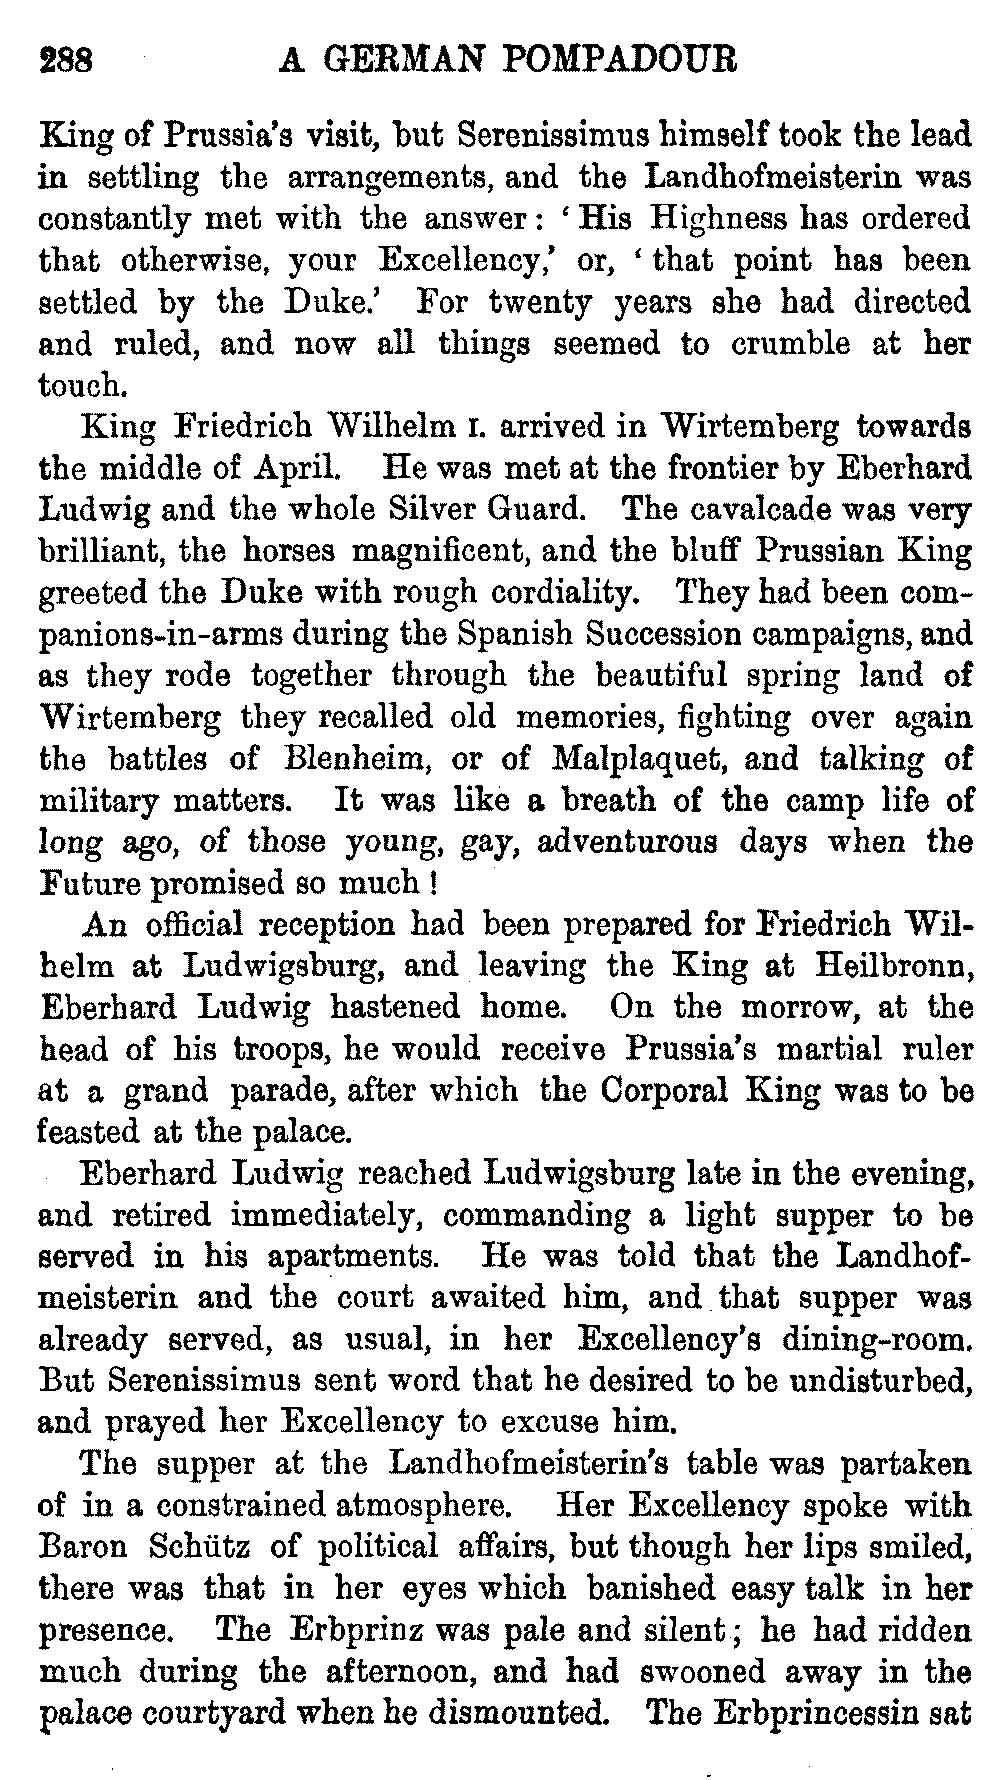 288 A GERMAN POMPADOUR
King of Prussia's visit, but Serenissimus himself took the lead
in settling the arrangements, and the Landhofmeisterin was
constantly met with the answer: ‘His Highness has ordered
that otherwise, your Excellency,’ or, ‘that point has been
settled by the Duke.’ For twenty years she had directed
and ruled, and now all things seemed to crumble at her
touch.
King Friedrich Wilhelm I. arrived in Wirtemberg towards
the middle of April. He was met at the frontier by Eberhard
Ludwig and the whole Silver Guard. The cavalcade was very
brilliant, the horses magnificent, and the bluff Prussian King
greeted the Duke with rough cordiality. They had been com-
panions-in-arms during the Spanish Succession campaigns, and
as they rode together through the beautiful spring land of
Wirtemberg they recalled old memories, fighting over again
the battles of Blenheim, or of Malplaquet, and talking of
military matters. It was like a breath of the camp life of
long ago, of those young, gay, adventurous days when the
Future promised so much!
An official reception had been prepared for Friedrich Wil-
helm at Ludwigsburg, and leaving the King at Heilbronn,
Eberhard Ludwig hastened home. On the morrow, at the
head of his troops, he would receive Prussia's martial ruler
at a grand parade, after which the Corporal King was to be
feasted at the palace.
Eberhard Ludwig reached Ludwigsburg late in the evening,
and retired immediately, commanding a light supper to be
served in his apartments. He was told that the Landhof-
meisterin and the court awaited him, and that supper was
already served, as usual, in her Excellency's dining-room.
But Serenissimus sent word that he desired to be undisturbed,
and prayed her Excellency to excuse him.
The supper at the Landhofmeisterin's table was partaken
of in a constrained atmosphere. Her Excellency spoke with
Baron Schütz of political affairs, but though her lips smiled,
there was that in her eyes which banished easy talk in her
presence. The Erbprinz was pale and silent; he had ridden
much during the afternoon, and had swooned away in the
palace courtyard when he dismounted. The Erbprincessin sat